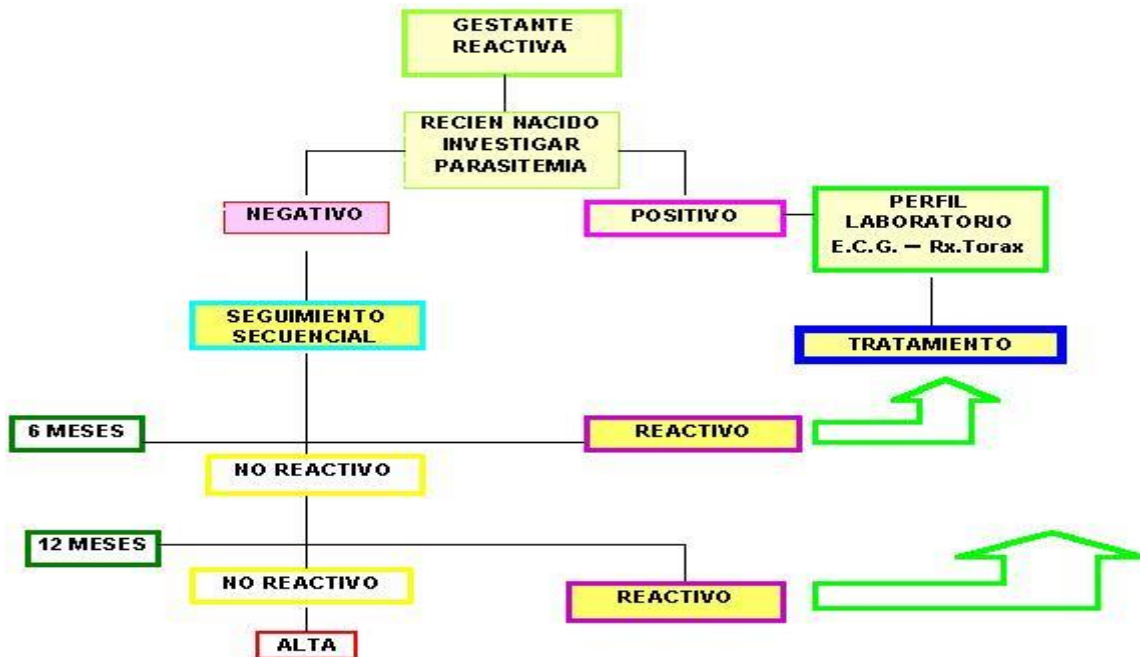 GESTANTE
REACTIVA
RECIEN NACIDO
INVESTIGAR
PARASITEMIA
NEGATIVO
POSITIVO
PERFIL
LABORATORIO
E.C.G. – Rx.Torax
SEGUIMIENTO
SECUENCIAL
TRATAMIENTO
6 MESES
REACTIVO
NO REACTIVO
12 MESES
NO REACTIVO
REACTIVO
ALTA